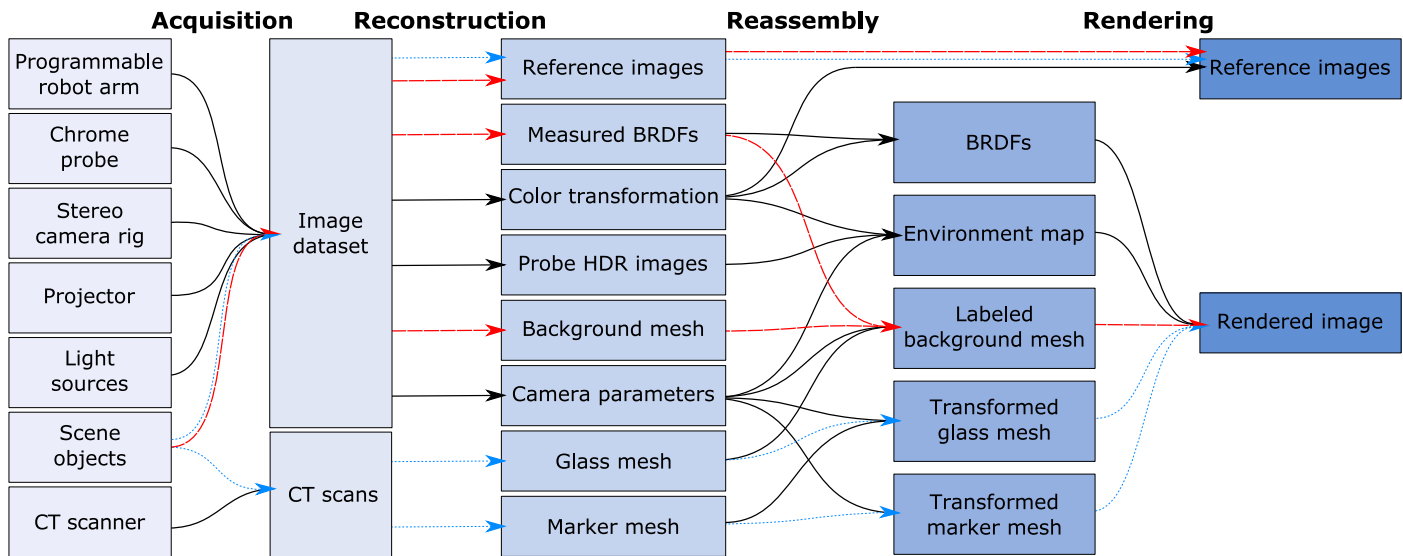 Acquisition
Reconstruction
Reassembly
Rendering
Programmable
robot arm
Chrome
probe
Stereo
camera rig
Projector
Light
sources
Scene
objects
CT scanner
Image
dataset
CT scans
Reference images
Measured BRDFs
Color transformation
Probe HDR images
Background mesh
Camera parameters
Glass mesh
Marker mesh
BRDFs
Environment map
Labeled
background mesh
Transformed
glass mesh
Transformed
marker mesh
Reference images
Rendered image